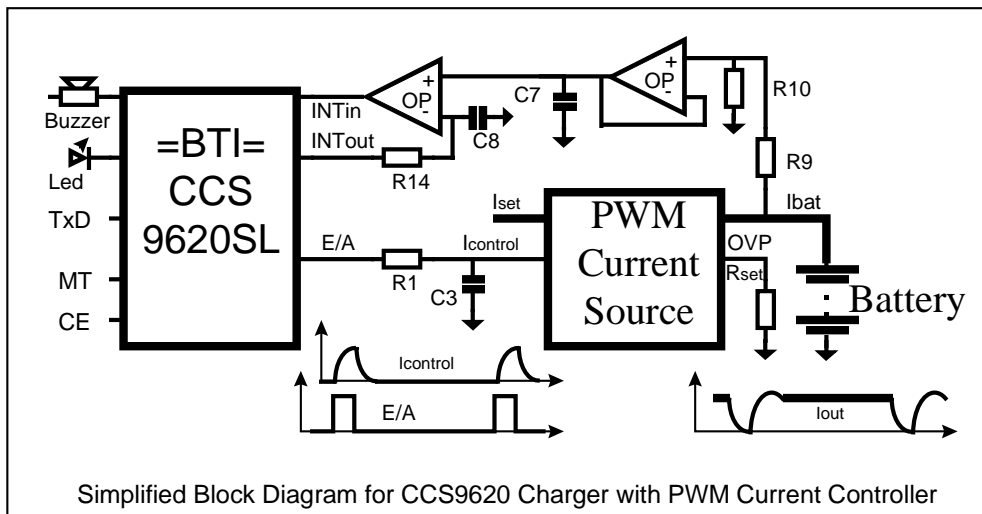 Buzzer
Led
TxD
MT
CE
=BTI=
CCS
9620SL
INTin
INTout
E/A
OP
+
-
C8
R14
C7
OP
+
-
R10
R9
Iset
Icontrol
R1
C3
PWM
Current
Source
Ibat
OVP
Rset
Battery
Icontrol
E/A
Iout
Simplified Block Diagram for CCS9620 Charger with PWM Current Controller